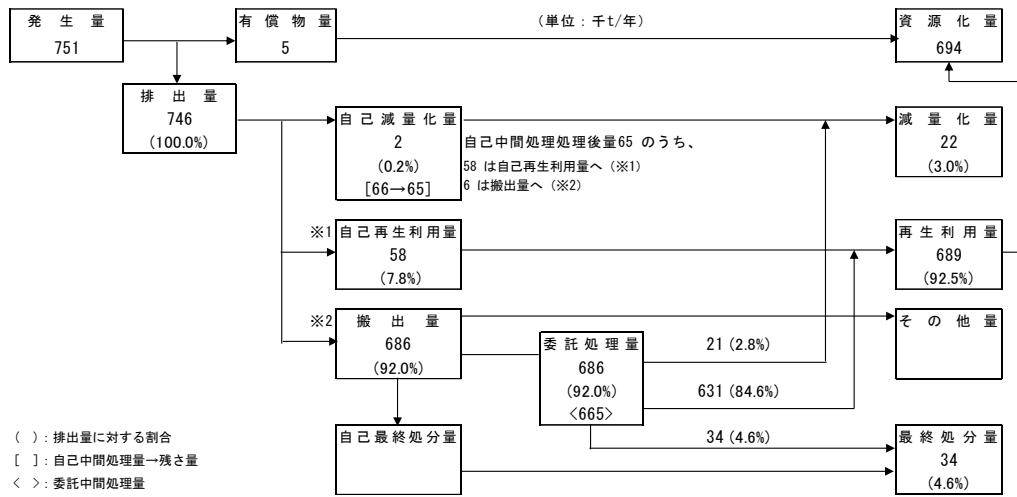 発生量
751
有償物量
5
（単位：千t/年）
資源化量
694
排出量
746
(100.0%)
自己減量化量
2
(0.2%)
[66→65]
自己中間処理処理後量65 のうち、
58 は自己再生利用量へ（※1）
6 は搬出量へ（※2）
減量化量
22
(3.0%)
※1
自己再生利用量
58
(7.8%)
再生利用量
689
(92.5%)
※2
搬出量
686
(92.0%)
その他量
委託処理量
686
(92.0%)
<665>
21 (2.8%)
631 (84.6%)
34 (4.6%)
自己最終処分量
最終処分量
34
(4.6%)
（ ）：排出量に対する割合
［ ］：自己中間処理量→残さ量
＜ ＞：委託中間処理量